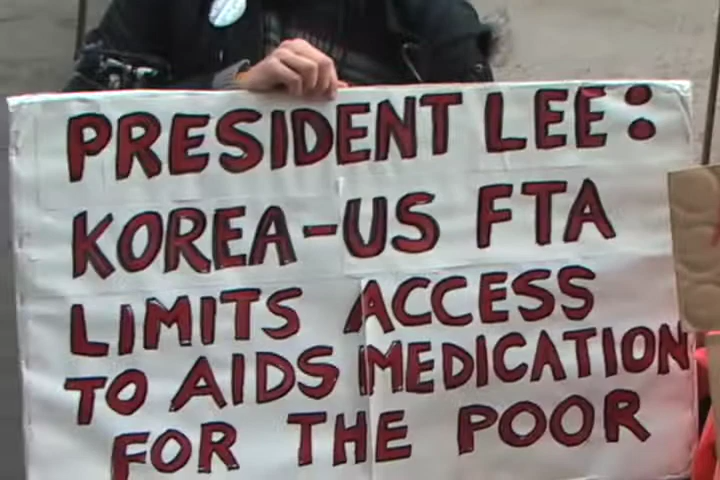 PRESIDENT LEE:
KOREA-US FTA
LIMITS ACCESS
TO AIDS MEDICATION
FOR THE POOR